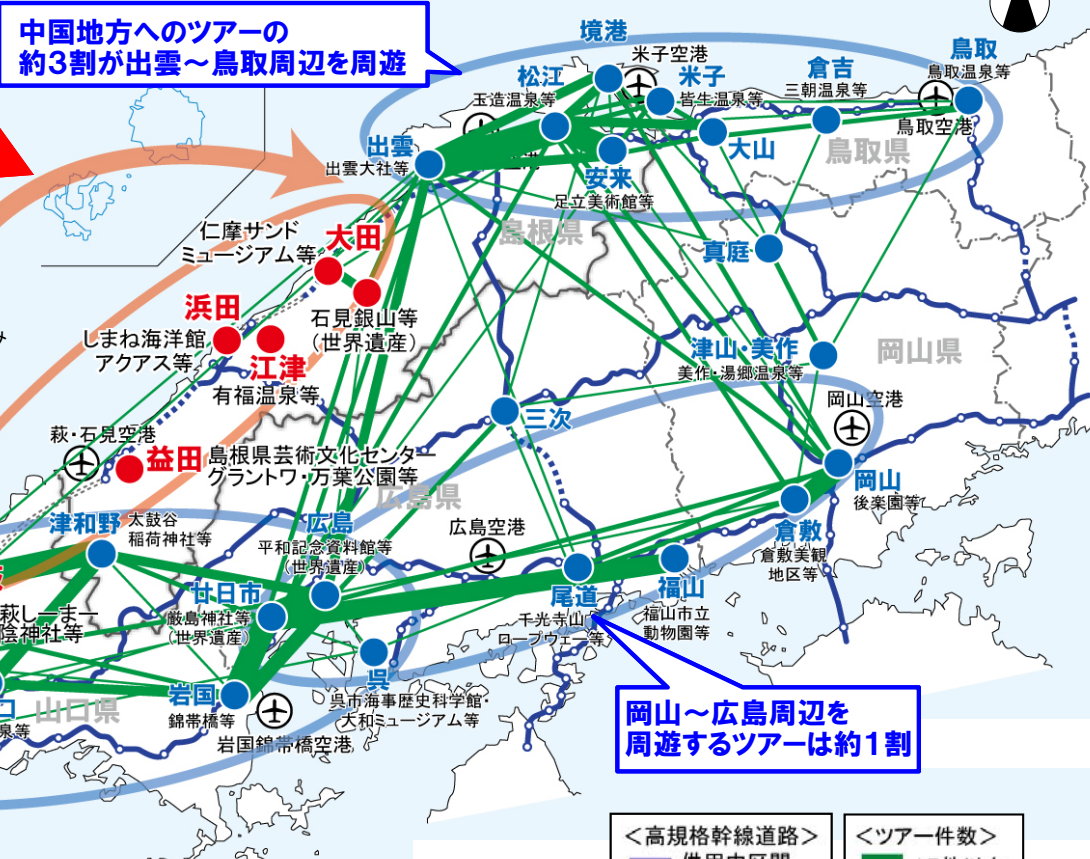 中国地方へのツアーの
約３割が出雲～鳥取周辺を周遊
境港
米子空港
松江
玉造温泉等
米子
皆生温泉等
倉吉
三朝温泉等
鳥取
鳥取温泉等
鳥取空港
出雲
出雲大社等
安来
足立美術館等
大山
鳥取県
島根県
仁摩サンド
ミュージアム等
大田
石見銀山等
（世界遺産）
真庭
浜田
しまね海洋館
アクアス等
江津
有福温泉等
津山・美作
美作・湯郷温泉等
岡山県
岡山空港
三次
萩・石見空港
益田
島根県芸術文化センター
グラントワ・万葉公園等
広島県
岡山
後楽園等
倉敷
倉敷美観
地区等
津和野
太鼓谷
稲荷神社等
広島
平和記念資料館等
（世界遺産）
広島空港
廿日市
厳島神社等
（世界遺産）
尾道
千光寺山
ロープウェー等
福山
福山市立
動物園等
萩しーまー
陰神社等
呉
呉市海事歴史科学館・
大和ミュージアム等
岩国
錦帯橋等
岩国錦帯橋空港
口
泉等
山口県
岡山～広島周辺を
周遊するツアーは約１割
＜高規格幹線道路＞
＜ツアー件数＞